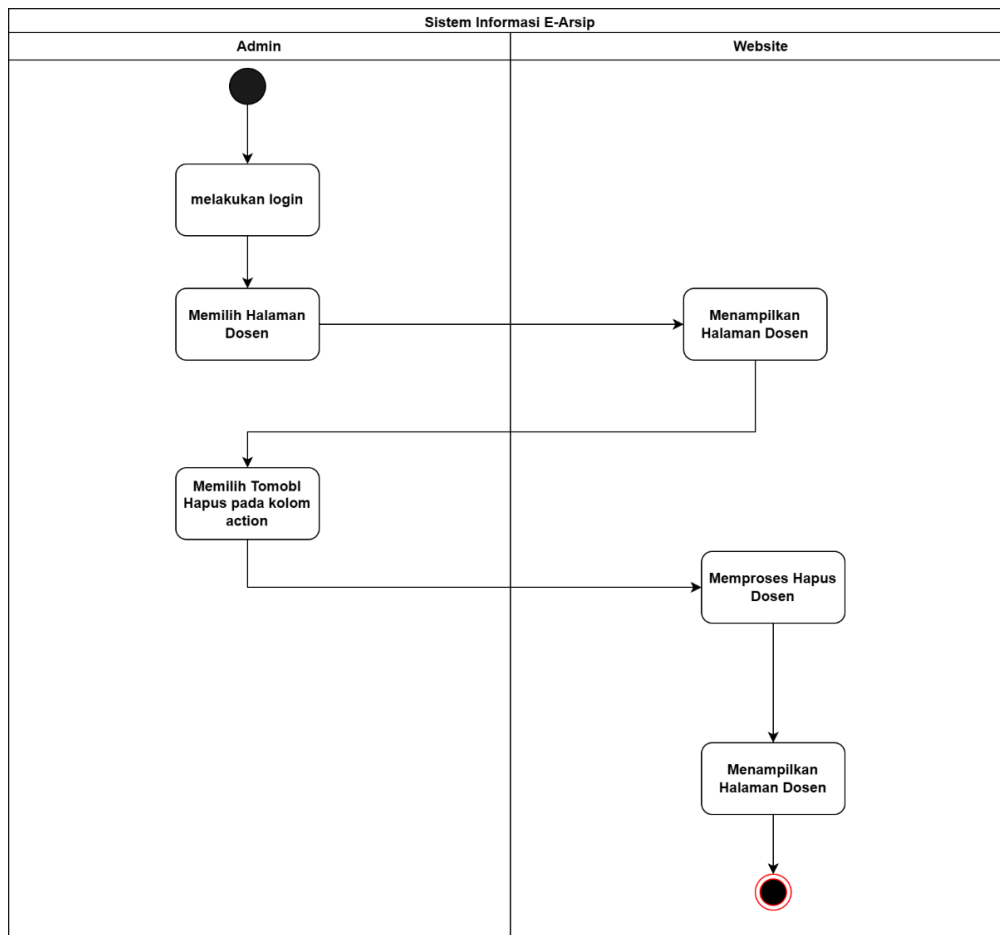 Sistem Informasi E-Arsip
Admin
Website
melakukan login
Memilih Halaman
Dosen
Menampilkan
Halaman Dosen
Memilih Tomobl
Hapus pada kolom
action
Memproses Hapus
Dosen
Menampilkan
Halaman Dosen